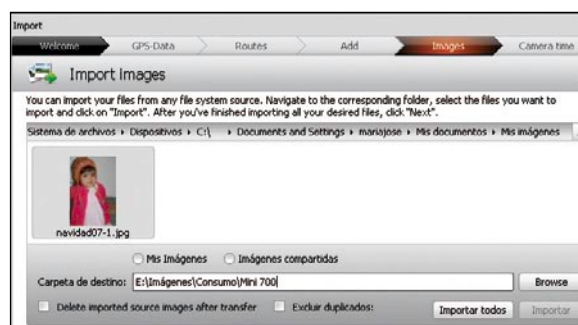 Import
Welcome GPS-Data Routes Add Images Camera time
Import images
You can import your files from any file system source. Navigate to the corresponding folder, select the files you want to
import and click on "Import". After you've finished importing all your desired files, click "Next".
Sistema de archivos ▸ Dispositivos ▸ C:\ ▸ Documents and Settings ▸ mariajose ▸ Mis documentos ▸ Mis imágenes
navidad07-1.jpg
Mis Imágenes Imágenes compartidas
Carpeta de destino: E:\Imágenes\Consumo\Mini 700 Browse
Delete imported source images after transfer Excluir duplicados: Importar todos Importar